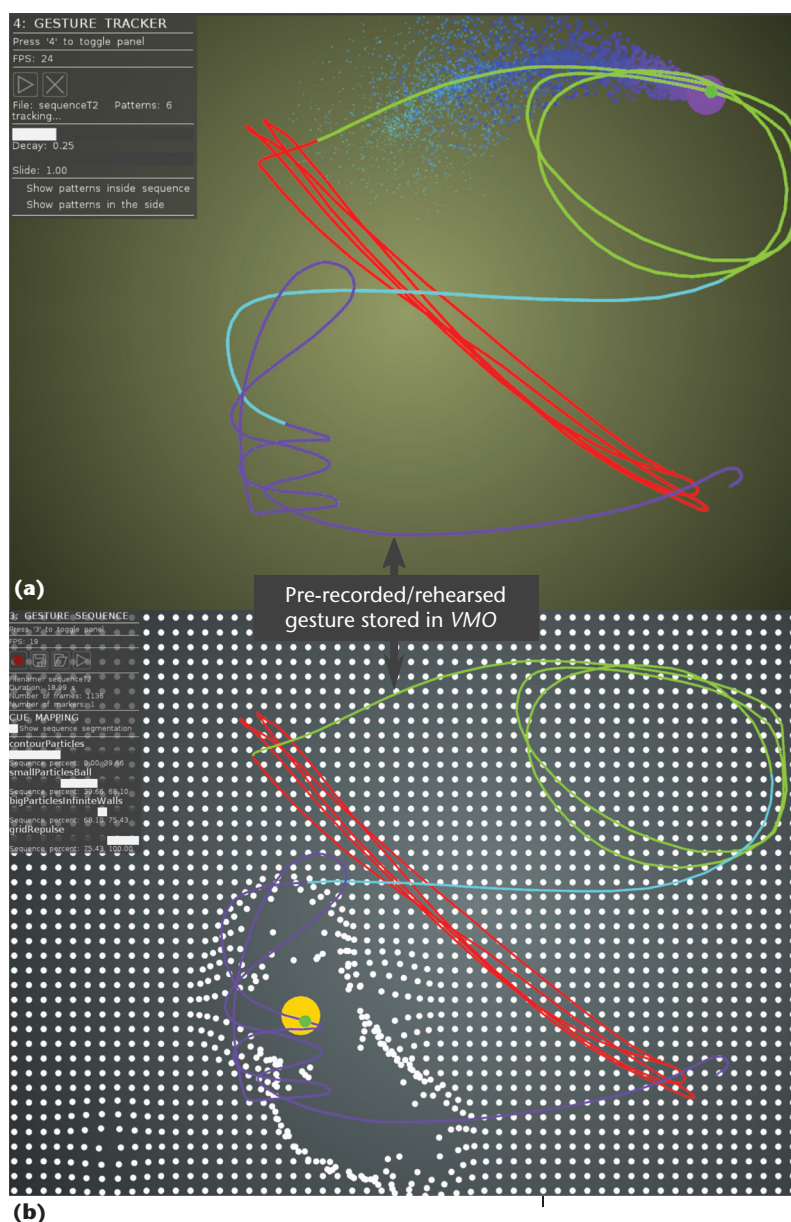 4: GESTURE TRACKER
Press '4' to toggle panel
FPS: 24
File: sequenceT2 Patterns: 6
tracking...
Decay: 0.25
Slide: 1.00
Show patterns inside sequence
Show patterns in the side
(a)
Pre-recorded/rehearsed
gesture stored in VMO
3: GESTURE SEQUENCE
Press '3' to toggle panel
FPS: 19
Filename: sequenceT2
Duration: 18.99 s
Number of frames: 1136
Number of markers: 1
CUE MAPPING
Show sequence segmentation
contourParticles
Sequence percent: 0.00 39.66
smallParticlesBall
Sequence percent: 39.66 68.10
bigParticlesInfiniteWalls
Sequence percent: 68.10 75.43
gridRepulse
Sequence percent: 75.43 100.00
(b)